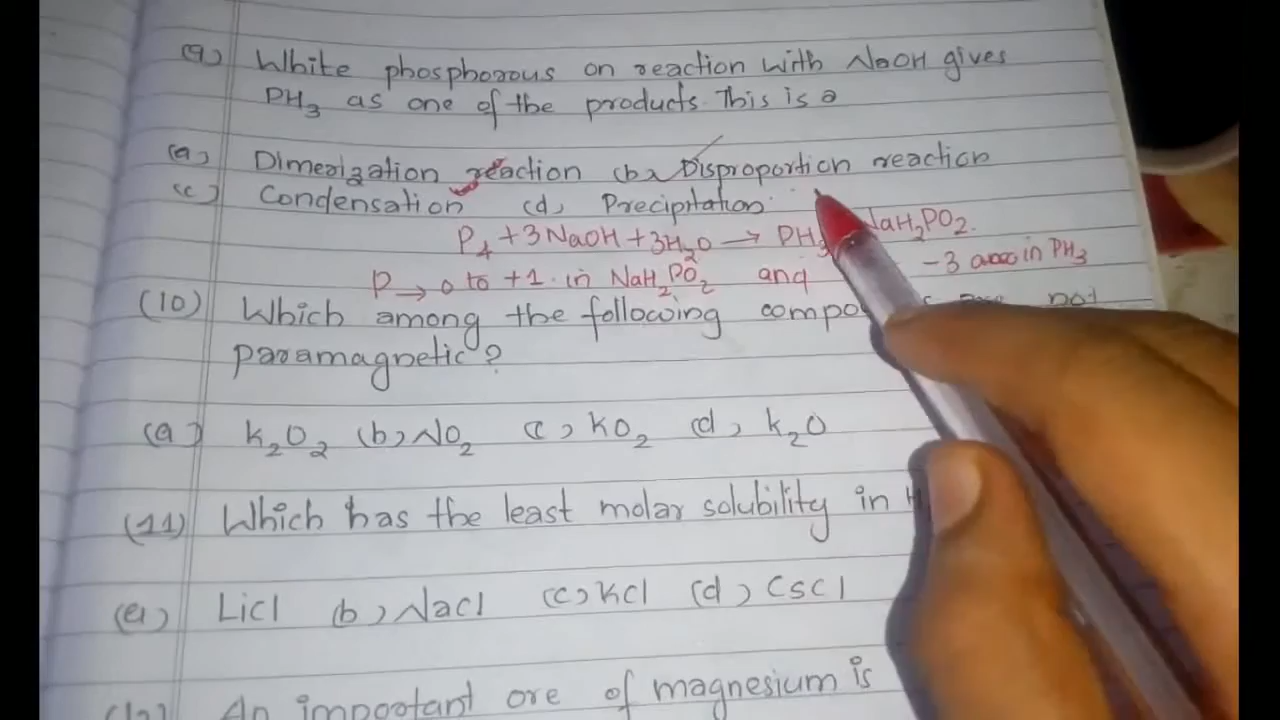 (9) White phosphorous on reaction with NaOH gives
PH3 as one of the products. This is a
(a) Dimerization reaction (b) Disproportion reaction
(c) Condensation (d) Precipitation
P4 + 3NaOH + 3H2O → PH3 NaH2PO2.
P → 0 to +1 in NaH2PO2 and -3 in PH3
(10) Which among the following not
paramagnetic?
(a) K2O2 (b) NO2 (c) KO2 (d) K2O
(11) Which has the least molar solubility in
(a) LiCl (b) NaCl (c) KCl (d) CsCl
An impootant ore of magnesium is